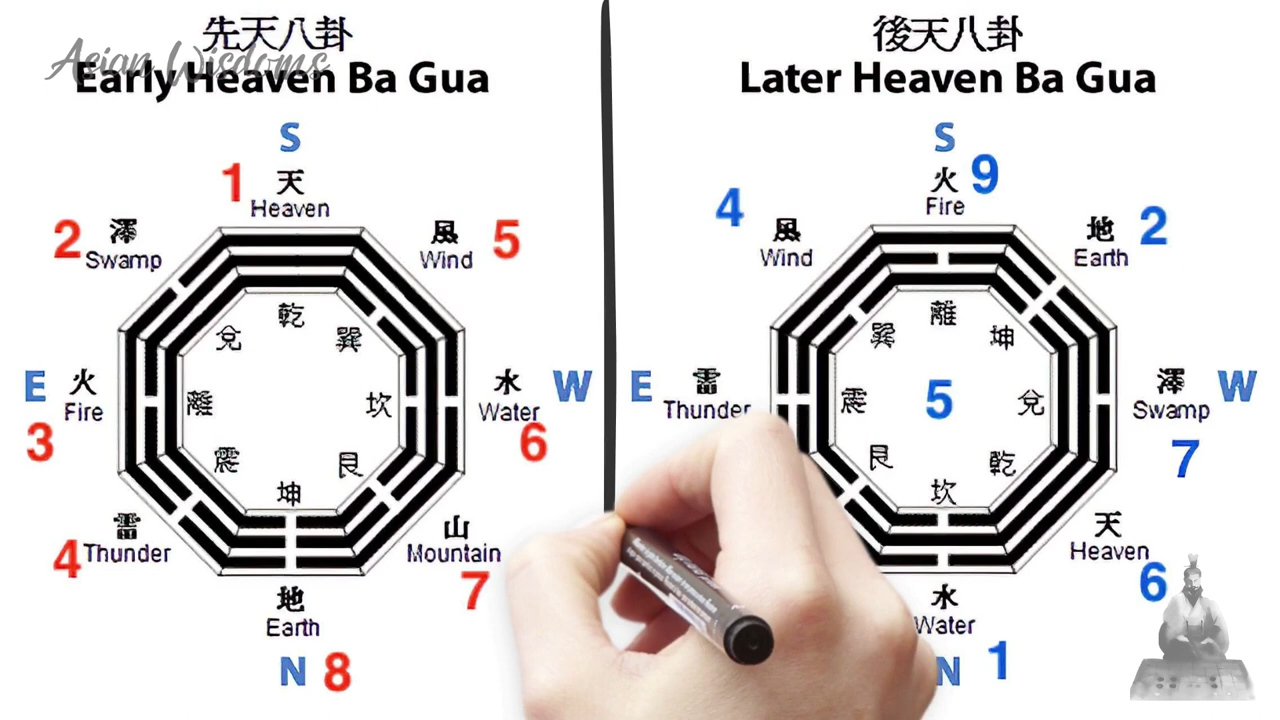 Asian Wisdoms
先天八卦
Early Heaven Ba Gua
S
1
天
Heaven
2
澤
Swamp
風
Wind
5
乾
兌
巽
E
火
Fire
3
離
坎
水
Water
W
6
震
艮
坤
4
雷
Thunder
山
Mountain
7
地
Earth
N
8
後天八卦
Later Heaven Ba Gua
S
火
9
Fire
4
風
Wind
地
Earth
2
離
巽
坤
E
雷
Thunder
震
5
兌
澤
Swamp
W
7
艮
乾
坎
天
Heaven
6
水
Water
N
1